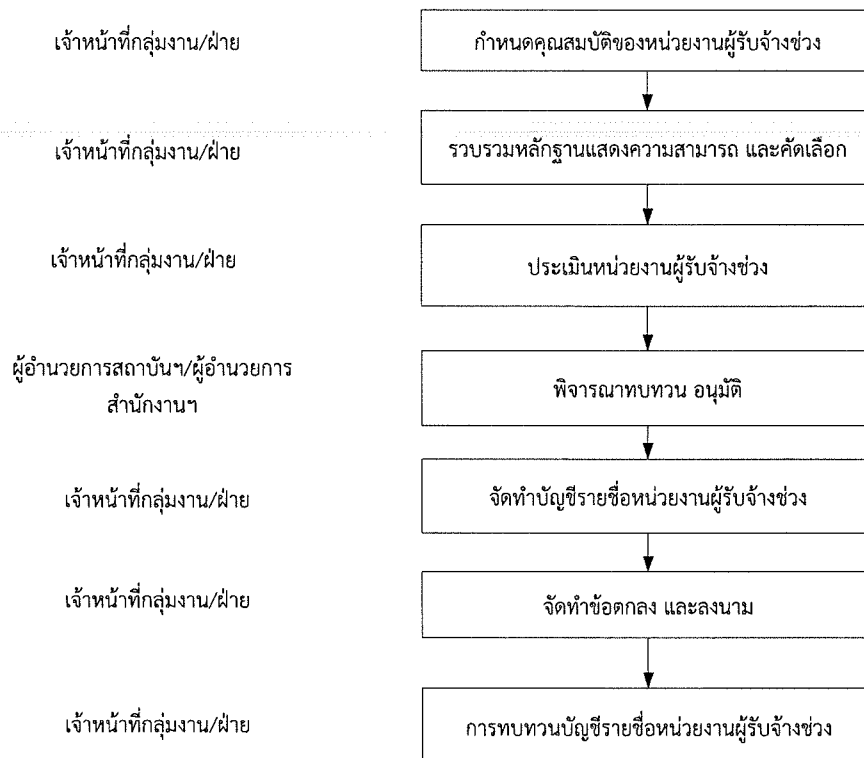 เจ้าหน้าที่กลุ่มงาน/ฝ่าย
กำหนดคุณสมบัติของหน่วยงานผู้รับจ้างช่วง
เจ้าหน้าที่กลุ่มงาน/ฝ่าย
รวบรวมหลักฐานแสดงความสามารถ และคัดเลือก
เจ้าหน้าที่กลุ่มงาน/ฝ่าย
ประเมินหน่วยงานผู้รับจ้างช่วง
ผู้อำนวยการสถาบันฯ/ผู้อำนวยการ
สำนักงานฯ
พิจารณาทบทวน อนุมัติ
เจ้าหน้าที่กลุ่มงาน/ฝ่าย
จัดทำบัญชีรายชื่อหน่วยงานผู้รับจ้างช่วง
เจ้าหน้าที่กลุ่มงาน/ฝ่าย
จัดทำข้อตกลง และลงนาม
เจ้าหน้าที่กลุ่มงาน/ฝ่าย
การทบทวนบัญชีรายชื่อหน่วยงานผู้รับจ้างช่วง